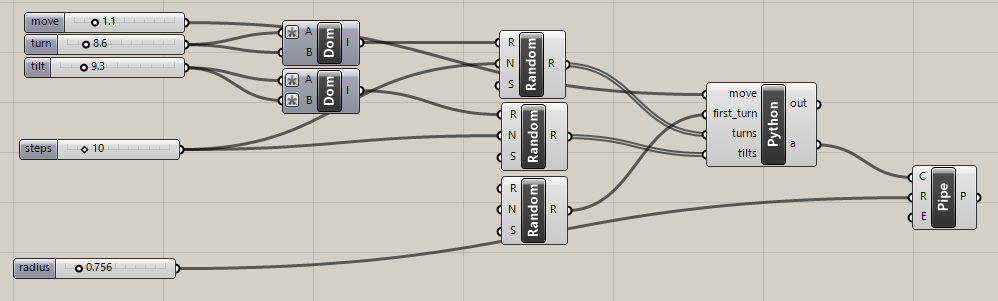 move 1.1
turn 8.6
tilt 9.3
steps 10
radius 0.756
A
B
Dom
I
A
B
Dom
I
R
N
S
Random
R
R
N
S
Random
R
R
N
S
Random
R
move
first_turn
turns
tilts
Python
out
a
C
R
E
Pipe
P